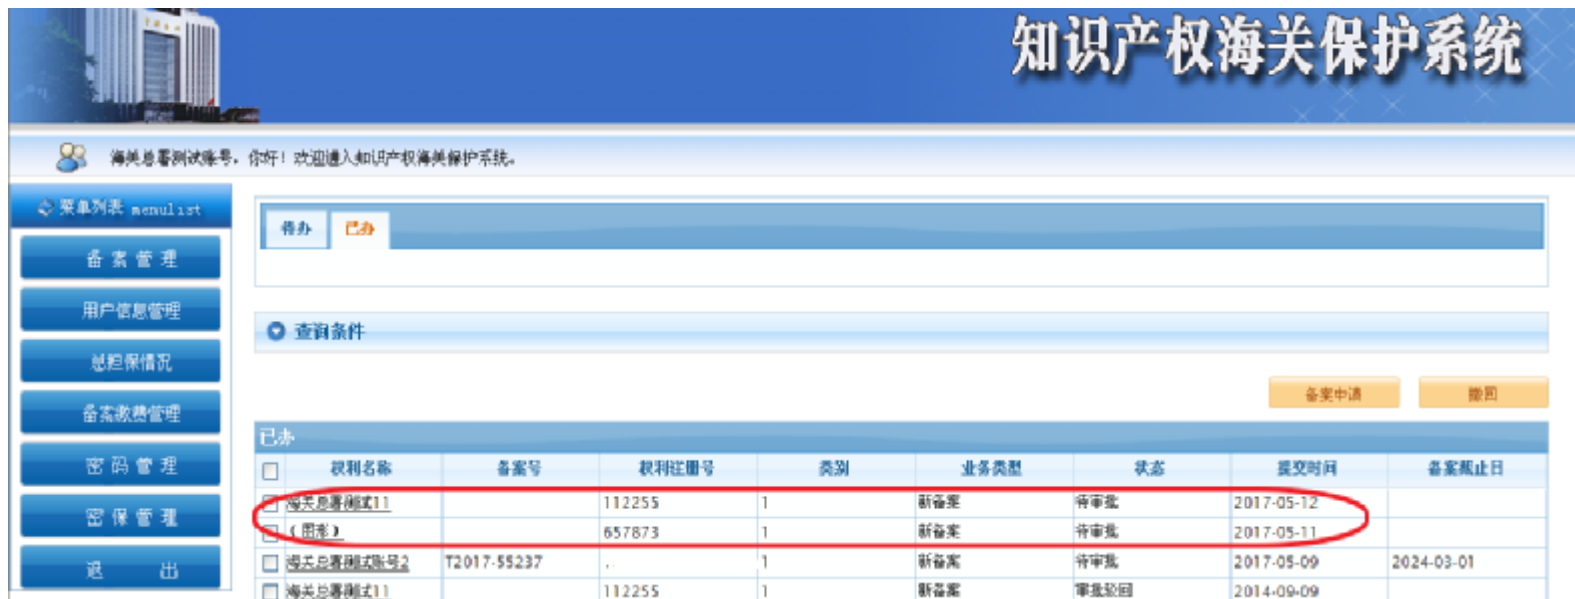 知识产权海关保护系统
海关总署测试账号，你好！欢迎进入知识产权海关保护系统。
菜单列表 menulist
备案管理
用户信息管理
总担保情况
备案缴费管理
密码管理
密保管理
退出
待办 已办
查询条件
备案申请 撤回
已办
权利名称 备案号 权利注册号 类别 业务类型 状态 提交时间 备案截止日
海关总署测试11 112255 1 新备案 待审批 2017-05-12
（图形） 657873 1 新备案 待审批 2017-05-11
海关总署测试账号2 T2017-55237 .. 1 新备案 待审批 2017-05-09 2024-03-01
海关总署测试11 112255 1 新备案 审批驳回 2014-09-09